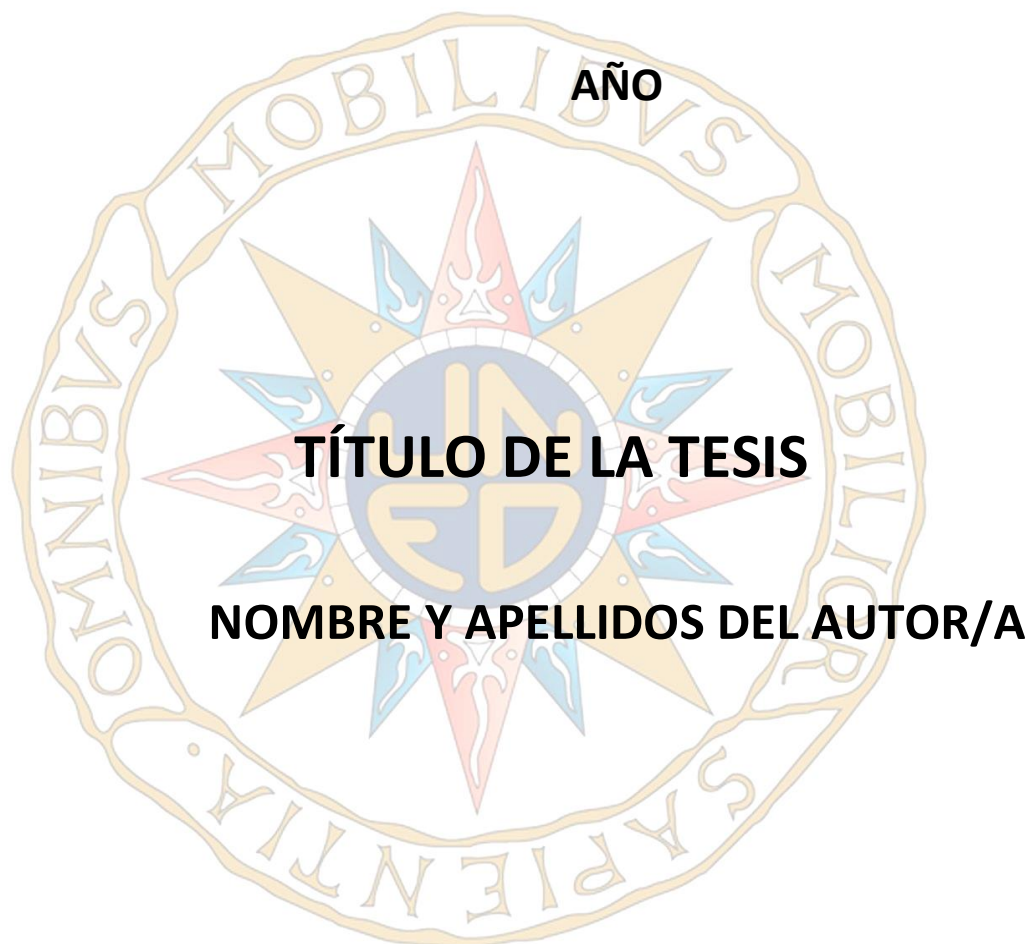 AÑO
TÍTULO DE LA TESIS
NOMBRE Y APELLIDOS DEL AUTOR/A
OMNIBVS MOBILIBVS MOBILIOR SAPIENTIA.
UNED